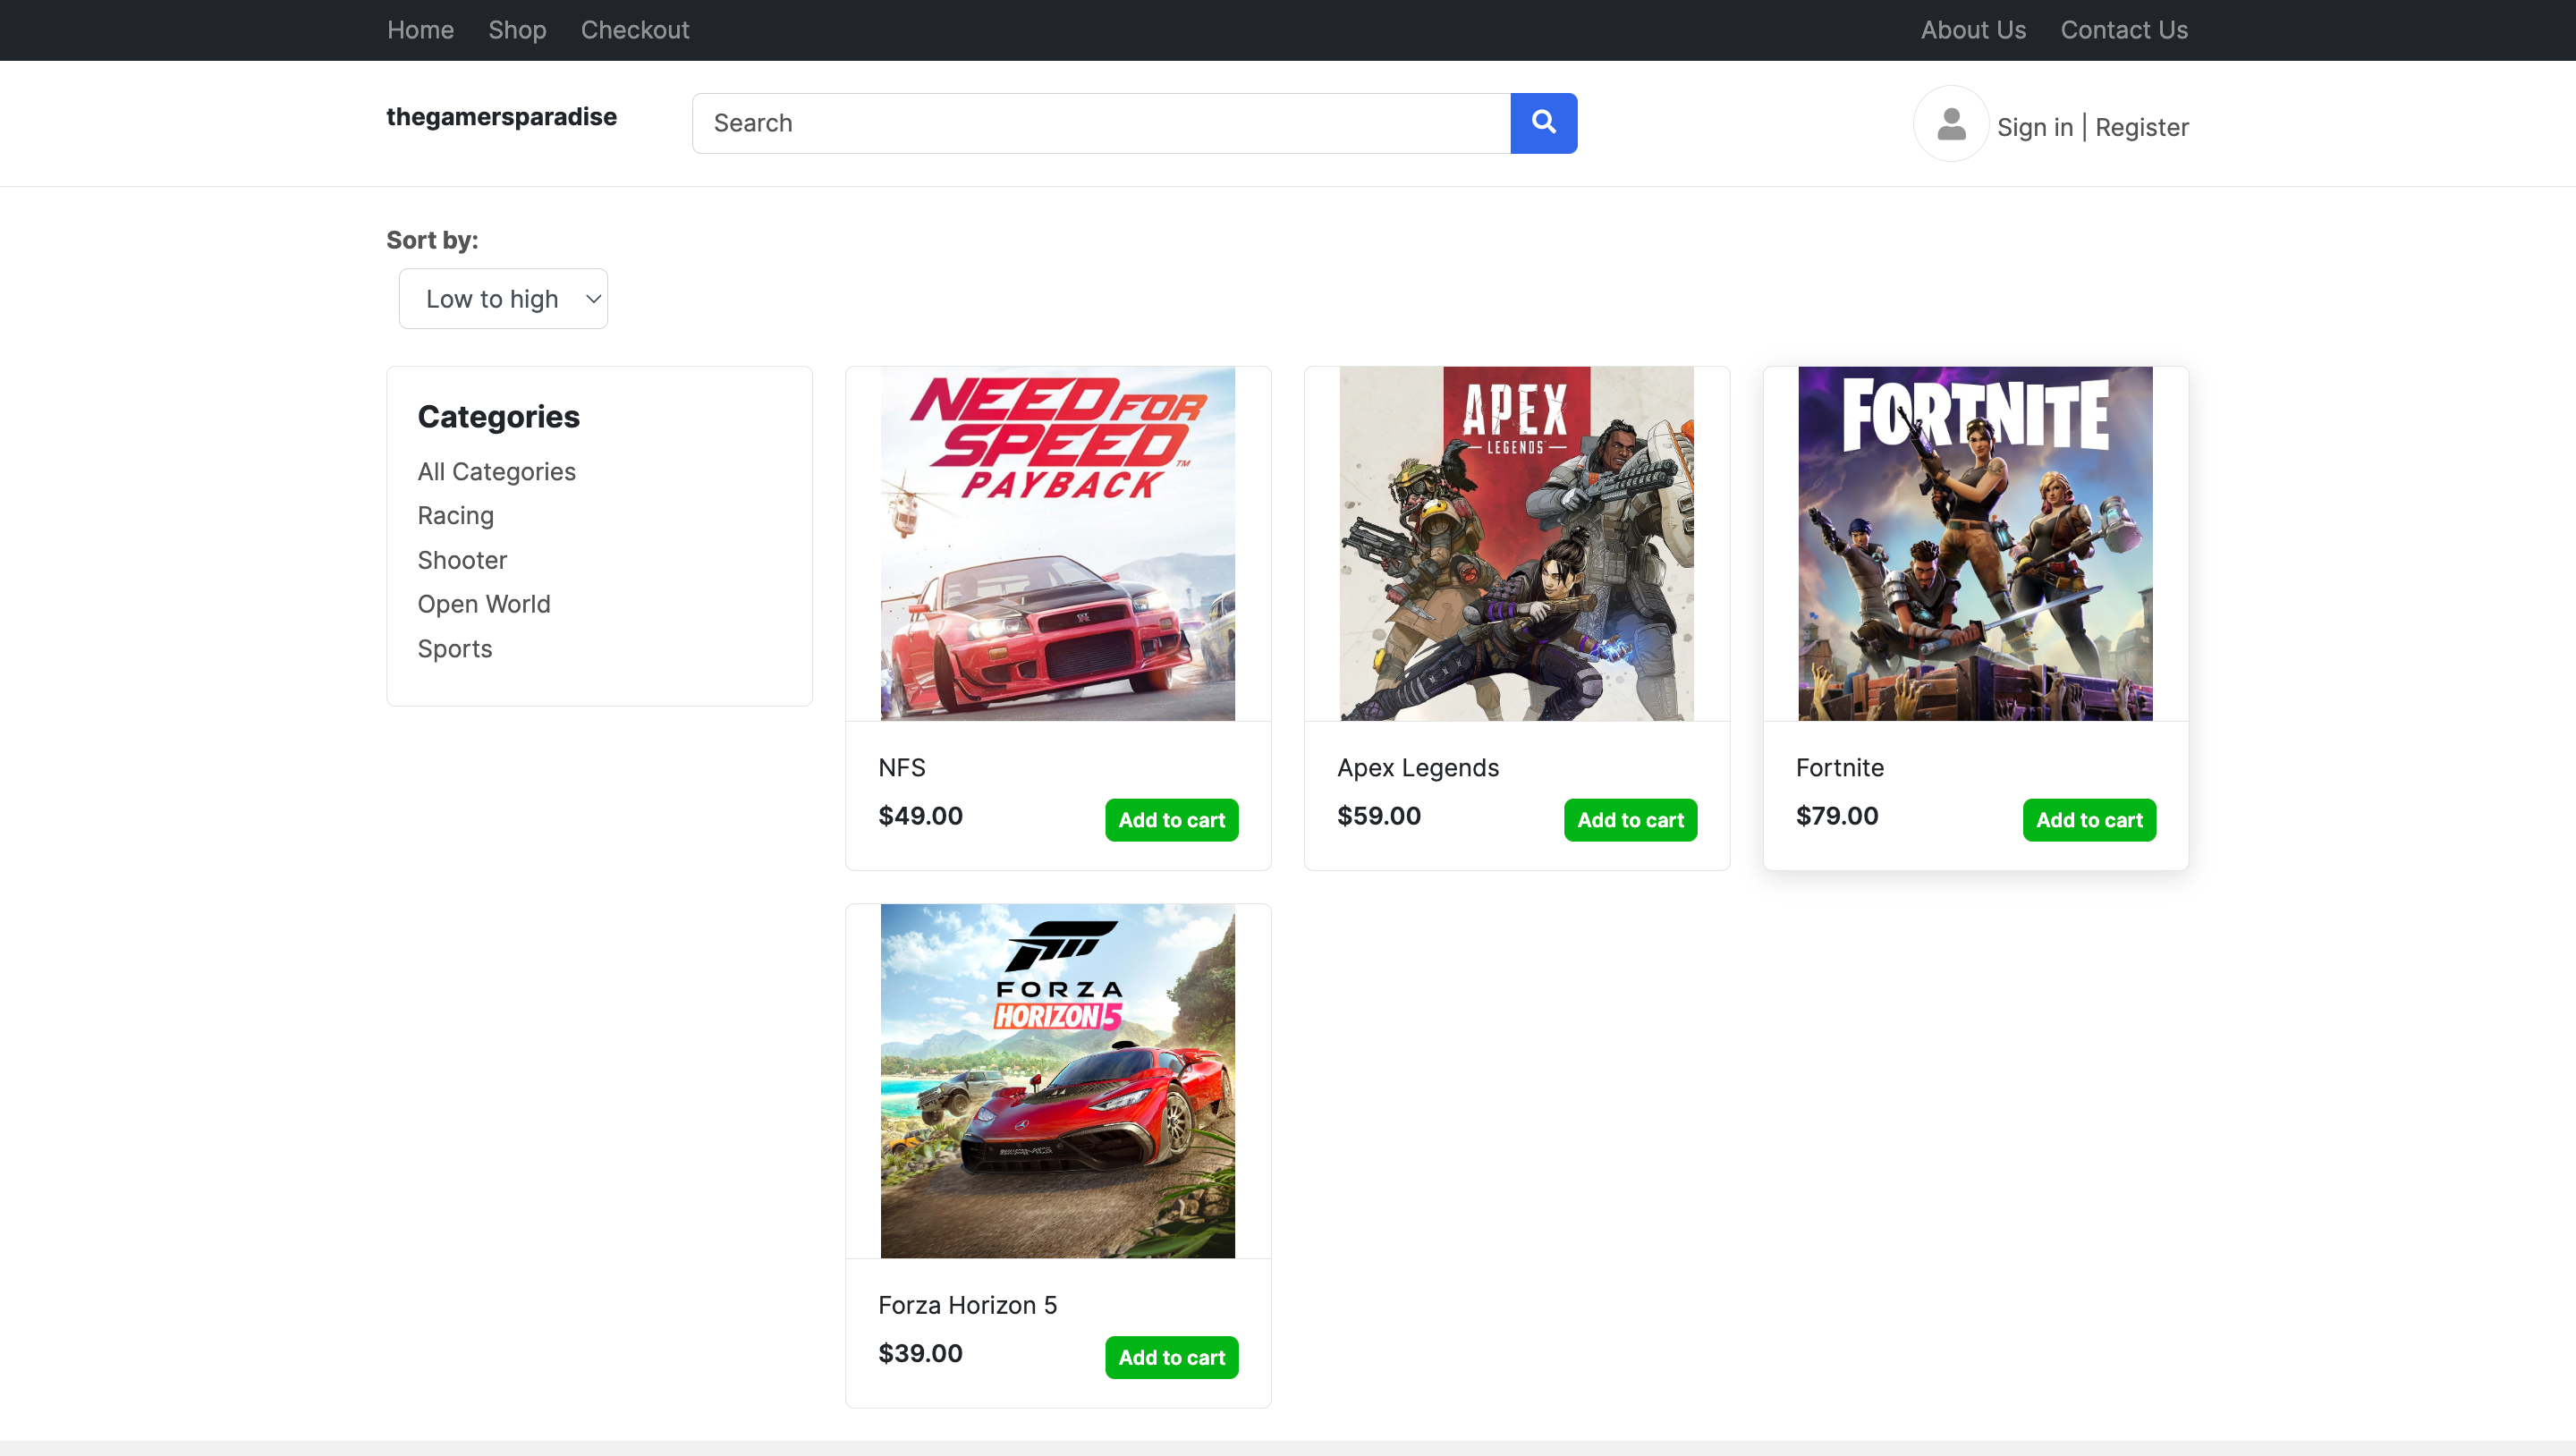 Home Shop Checkout About Us Contact Us
thegamersparadise Search Sign in | Register
Sort by:
Low to high
Categories
All Categories
Racing
Shooter
Open World
Sports
NEED FOR
SPEED™
PAYBACK
NFS
$49.00 Add to cart
APEX
LEGENDS
Apex Legends
$59.00 Add to cart
FORTNITE
Fortnite
$79.00 Add to cart
FORZA
HORIZON 5
Forza Horizon 5
$39.00 Add to cart